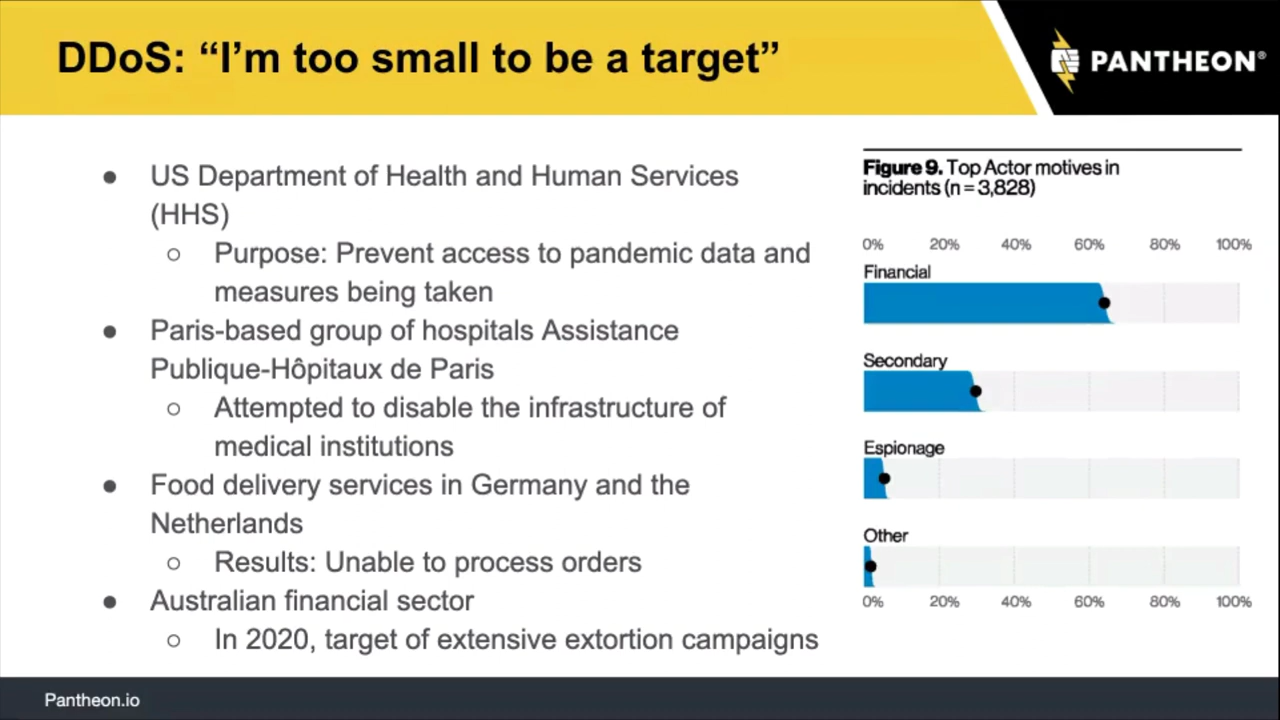 DDoS: “I’m too small to be a target”
PANTHEON®
● US Department of Health and Human Services
(HHS)
○ Purpose: Prevent access to pandemic data and
measures being taken
● Paris-based group of hospitals Assistance
Publique-Hôpitaux de Paris
○ Attempted to disable the infrastructure of
medical institutions
● Food delivery services in Germany and the
Netherlands
○ Results: Unable to process orders
● Australian financial sector
○ In 2020, target of extensive extortion campaigns
Figure 9. Top Actor motives in
incidents (n = 3,828)
0% 20% 40% 60% 80% 100%
Financial
Secondary
Espionage
Other
0% 20% 40% 60% 80% 100%
Pantheon.io